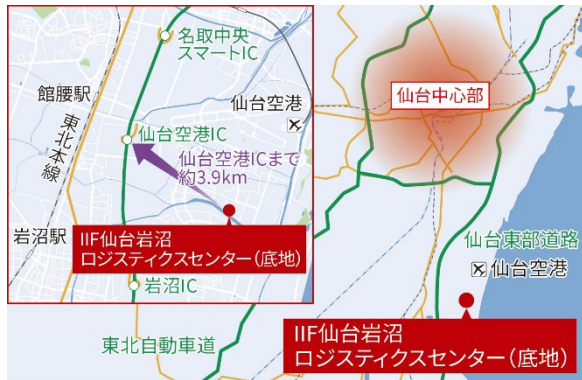 名取中央
スマートIC
館腰駅
仙台空港
東北本線
仙台空港IC
仙台空港ICまで
約3.9km
岩沼駅
IIF仙台岩沼
ロジスティクスセンター(底地)
岩沼IC
仙台中心部
仙台東部道路
仙台空港
東北自動車道
IIF仙台岩沼
ロジスティクスセンター(底地)